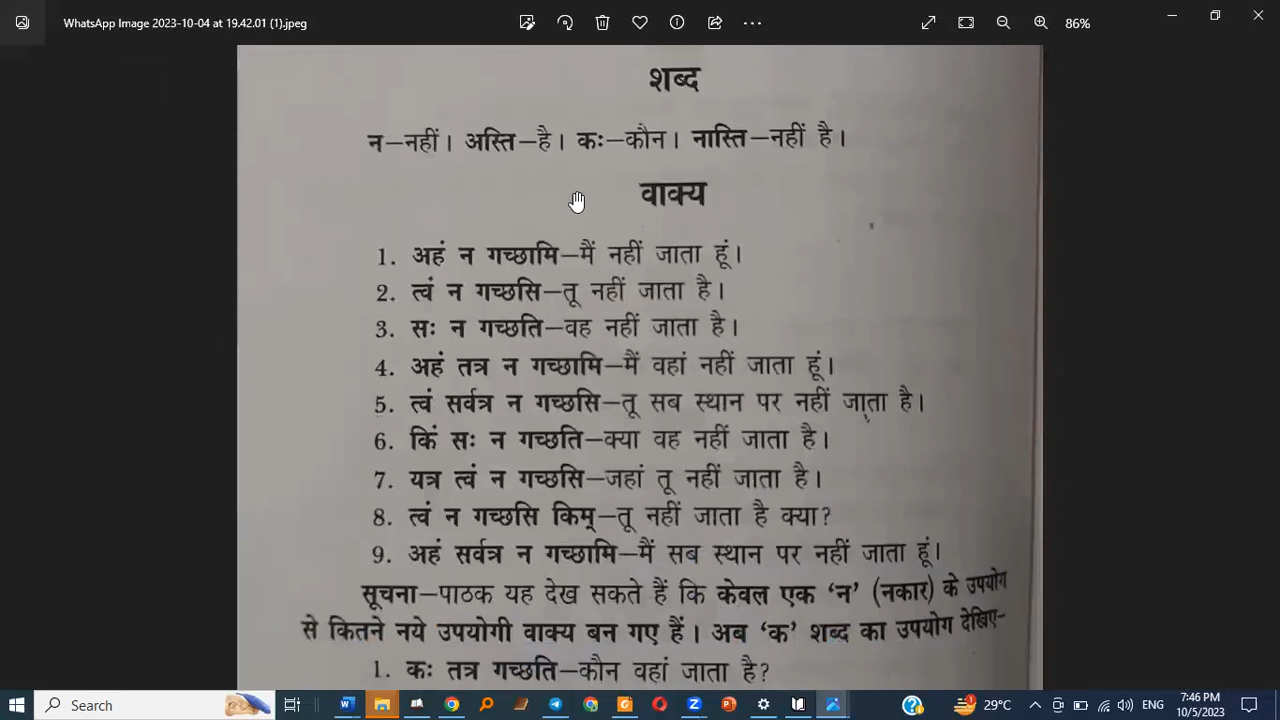 WhatsApp Image 2023-10-04 at 19.42.01 (1).jpeg
86%
शब्द
न–नहीं। अस्ति–है। कः–कौन। नास्ति–नहीं है।
वाक्य
1. अहं न गच्छामि–मैं नहीं जाता हूं।
2. त्वं न गच्छसि–तू नहीं जाता है।
3. सः न गच्छति–वह नहीं जाता है।
4. अहं तत्र न गच्छामि–मैं वहां नहीं जाता हूं।
5. त्वं सर्वत्र न गच्छसि–तू सब स्थान पर नहीं जाता है।
6. किं सः न गच्छति–क्या वह नहीं जाता है।
7. यत्र त्वं न गच्छसि–जहां तू नहीं जाता है।
8. त्वं न गच्छसि किम्–तू नहीं जाता है क्या?
9. अहं सर्वत्र न गच्छामि–मैं सब स्थान पर नहीं जाता हूं।
सूचना–पाठक यह देख सकते हैं कि केवल एक ‘न’ (नकार) के उपयोग
से कितने नये उपयोगी वाक्य बन गए हैं। अब ‘क’ शब्द का उपयोग देखिए–
1. कः तत्र गच्छति–कौन वहां जाता है?
Search
29°C
ENG
7:46 PM
10/5/2023